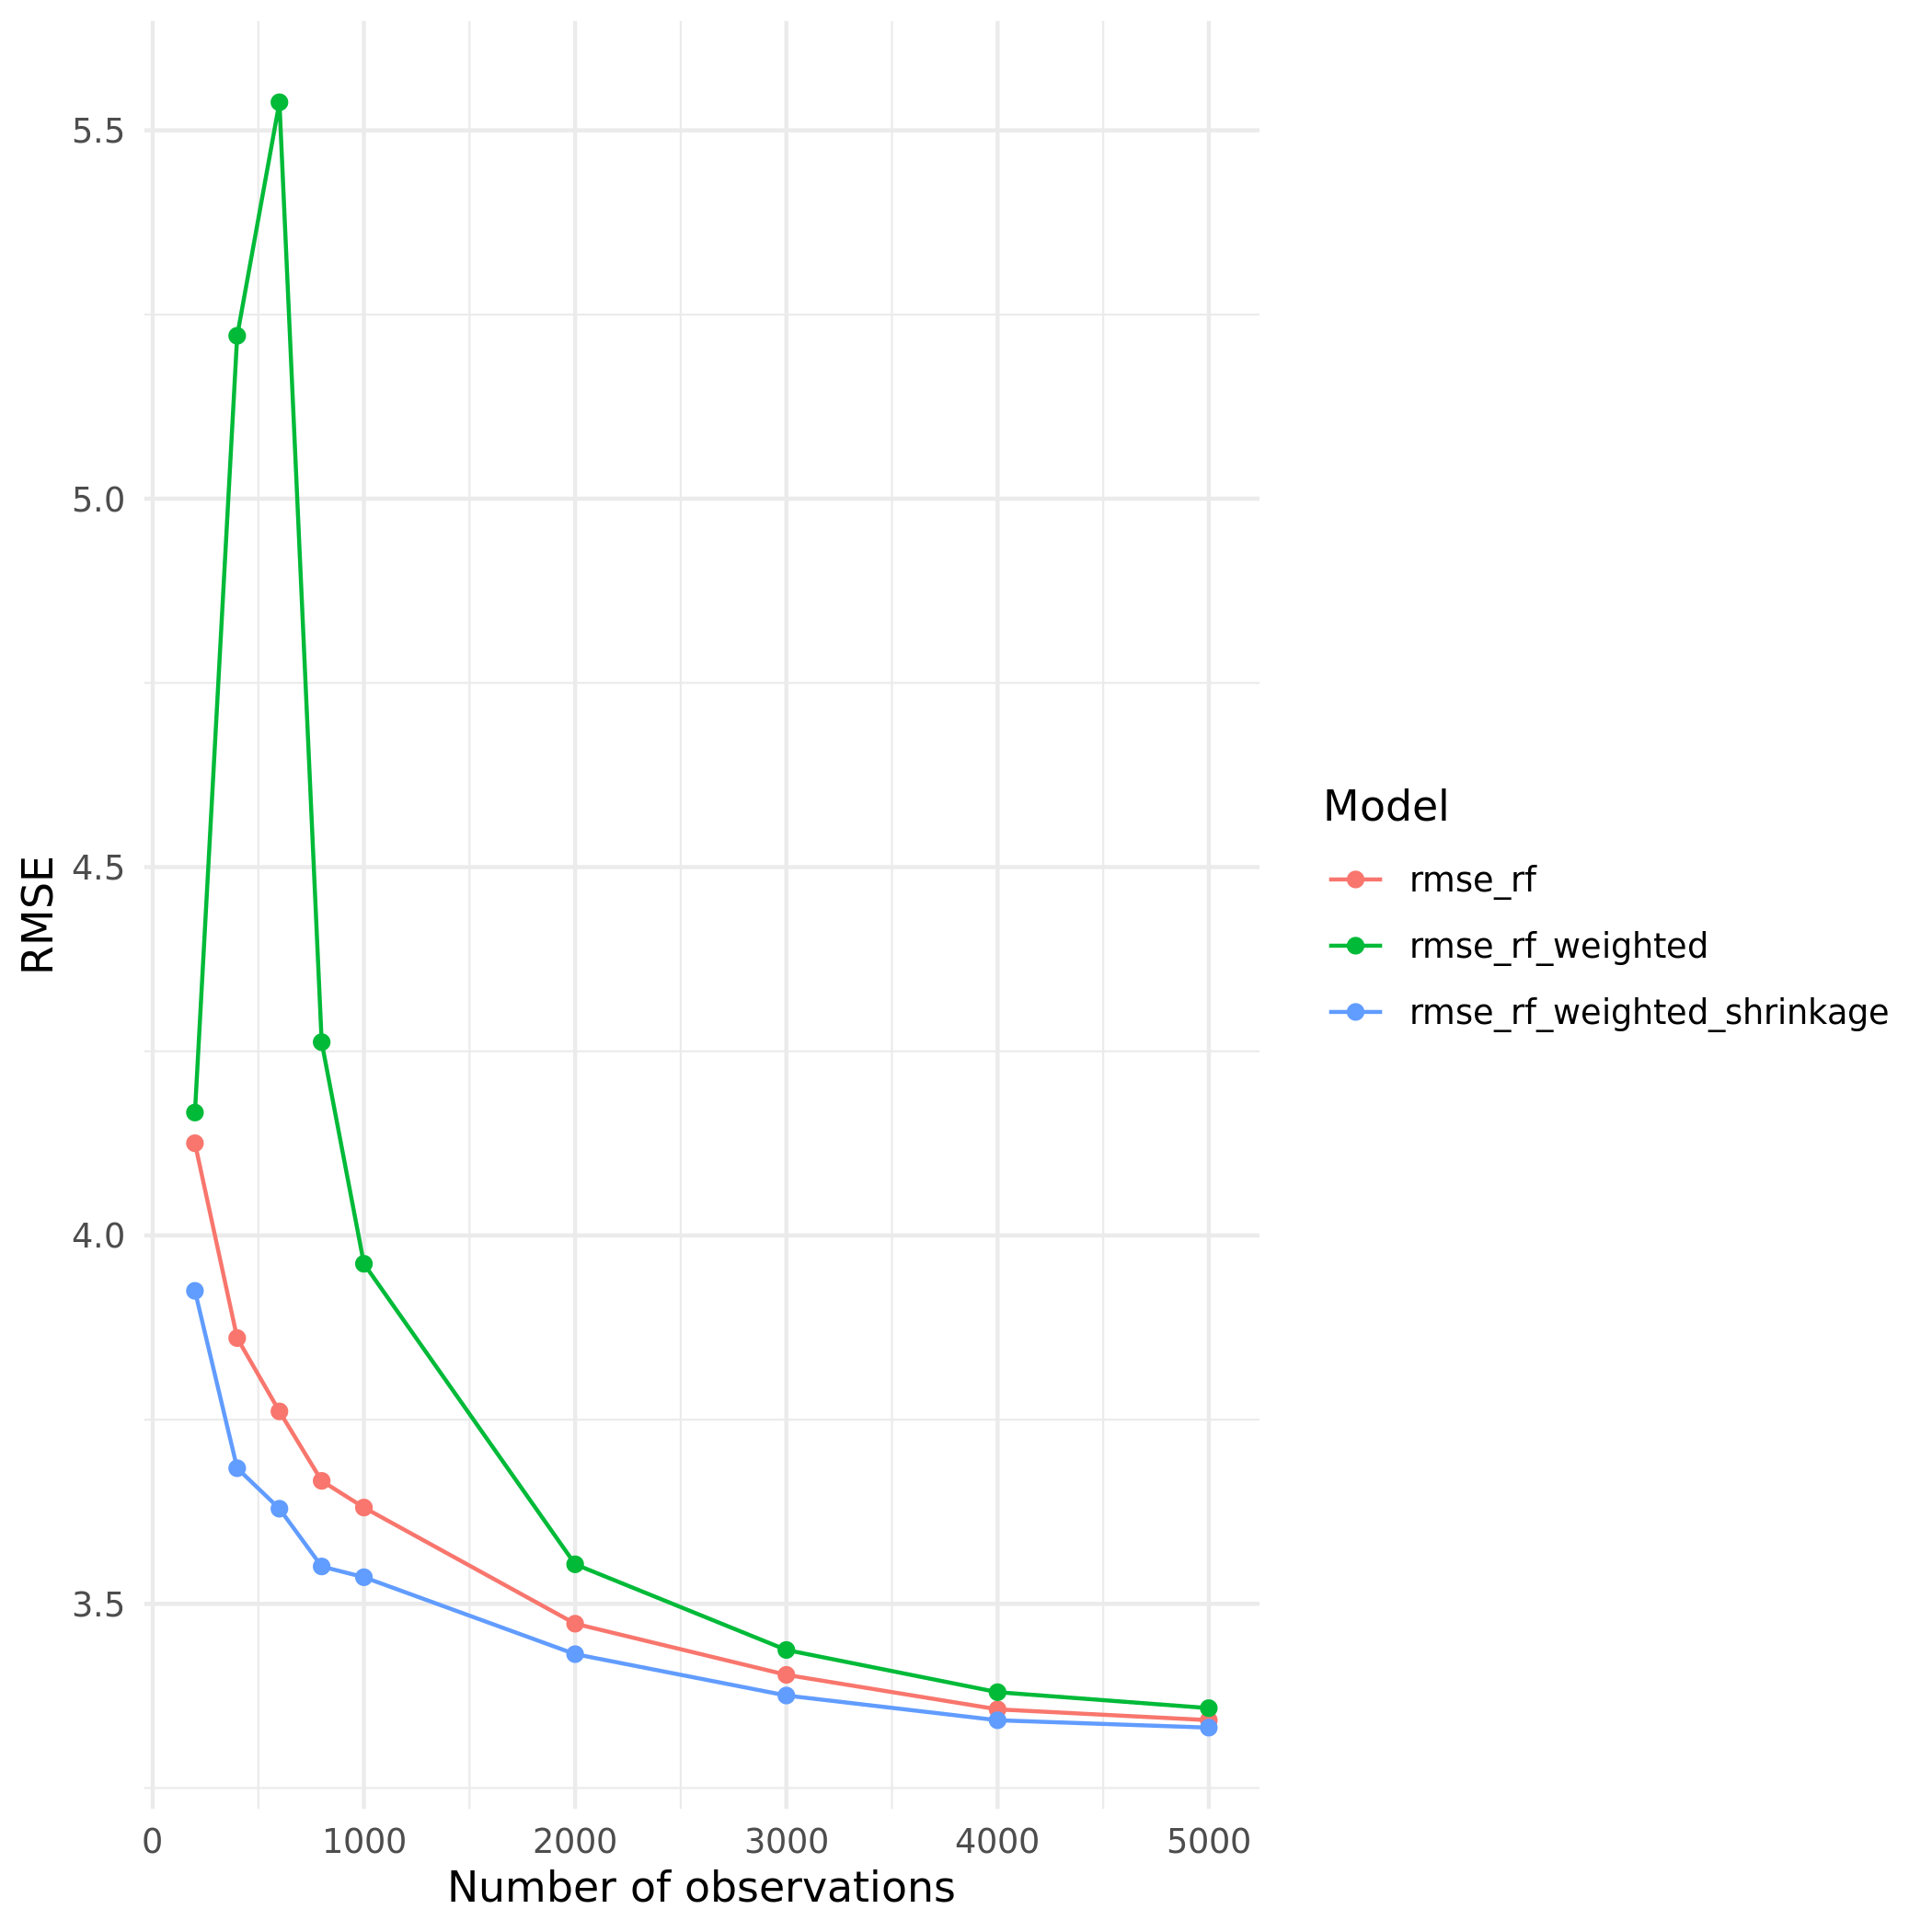 5.5
5.0
4.5
4.0
3.5
RMSE
0 1000 2000 3000 4000 5000
Number of observations
Model
rmse_rf
rmse_rf_weighted
rmse_rf_weighted_shrinkage